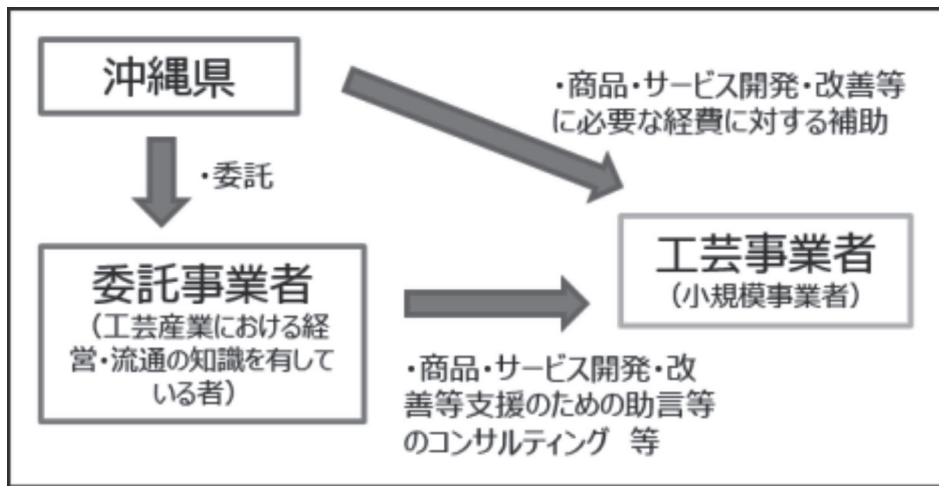 沖縄県
・商品・サービス開発・改善等
に必要な経費に対する補助
・委託
委託事業者
（工芸産業における経
営・流通の知識を有して
いる者）
工芸事業者
（小規模事業者）
・商品・サービス開発・改
善等支援のための助言等
のコンサルティング 等